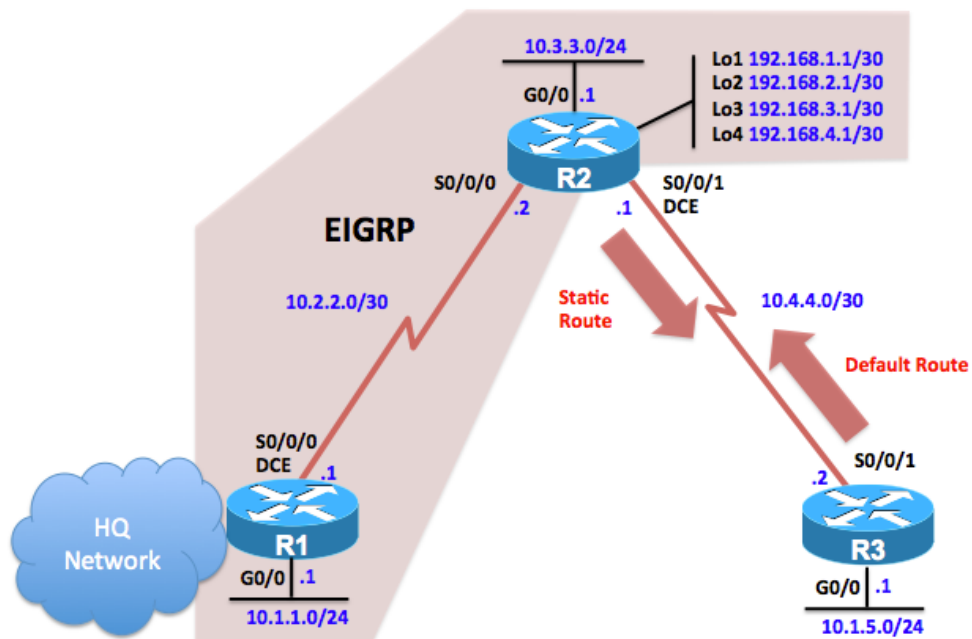 10.3.3.0/24
G0/0 .1
Lo1 192.168.1.1/30
Lo2 192.168.2.1/30
Lo3 192.168.3.1/30
Lo4 192.168.4.1/30
R2
S0/0/0
.2
.1
S0/0/1
DCE
EIGRP
10.2.2.0/30
Static
Route
10.4.4.0/30
Default Route
S0/0/0
DCE
.1
HQ
Network
R1
G0/0 .1
10.1.1.0/24
S0/0/1
.2
R3
G0/0 .1
10.1.5.0/24